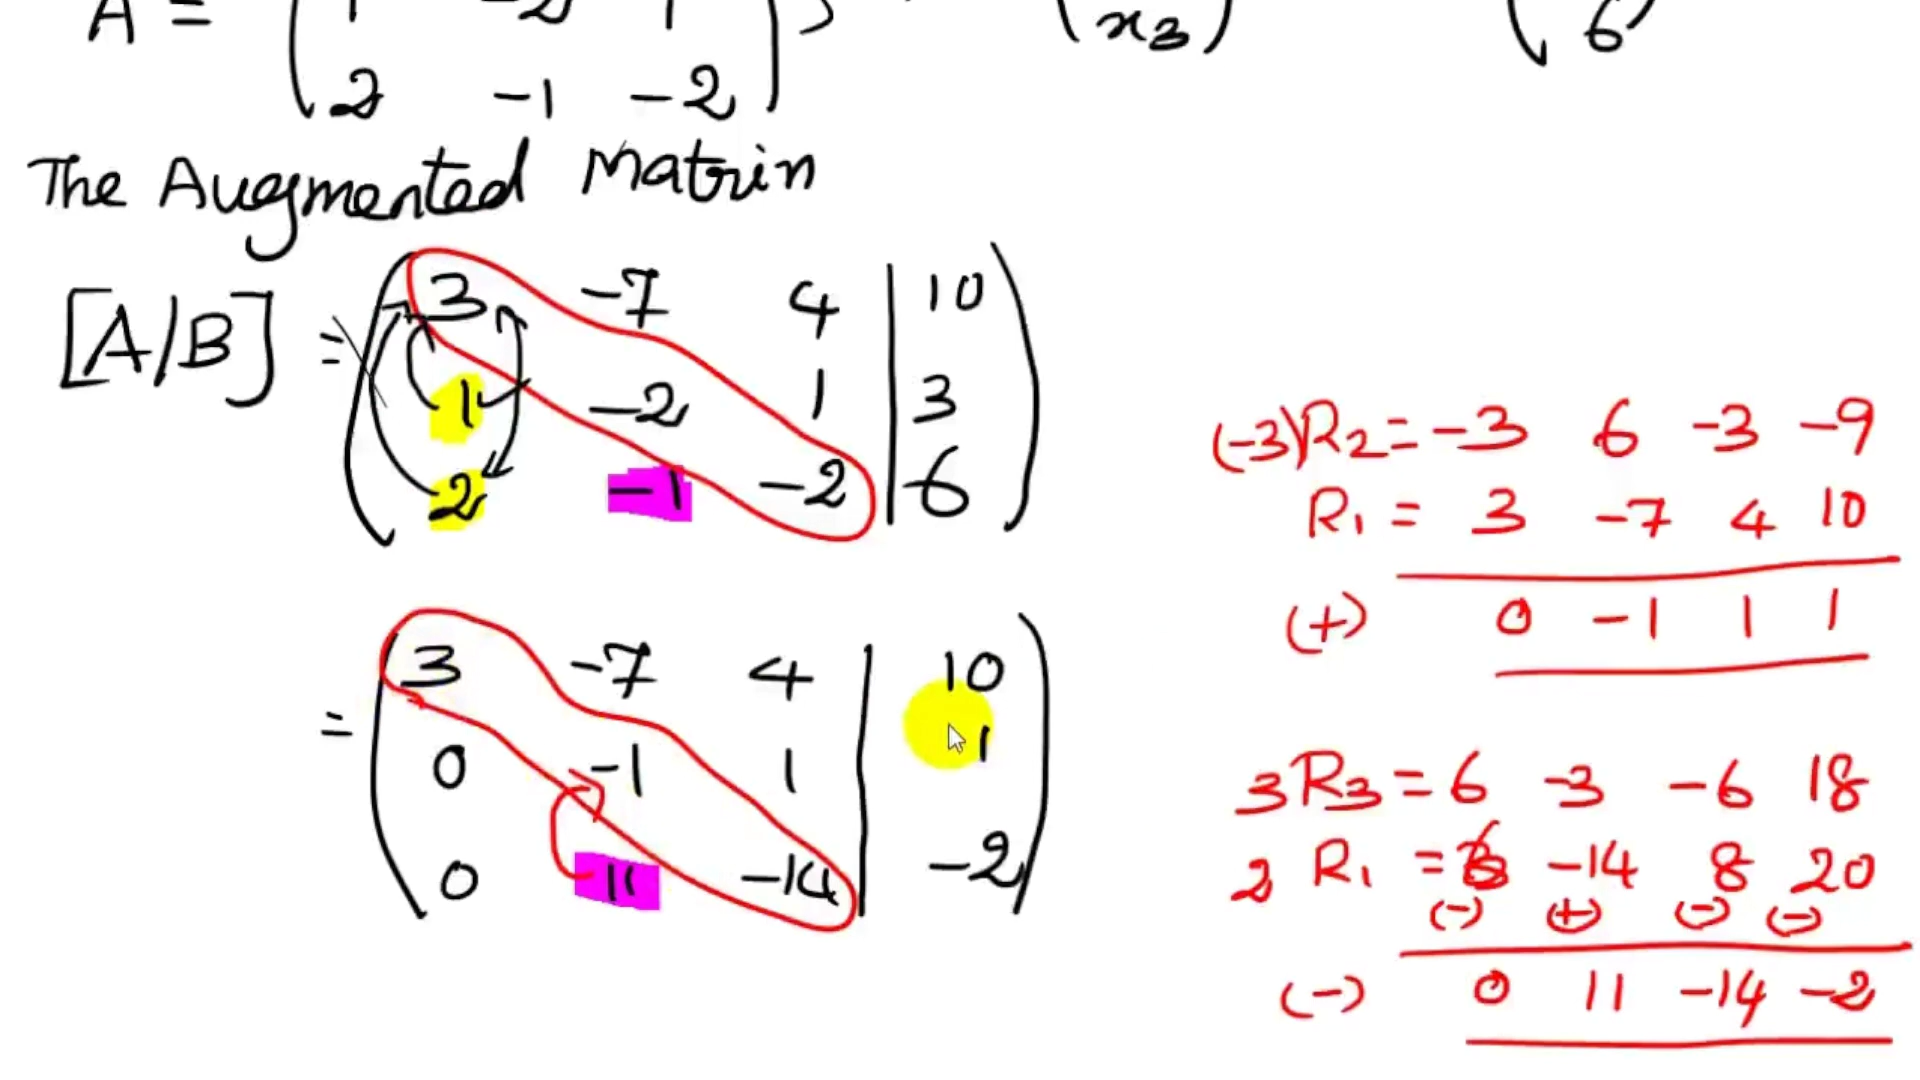 A = 1 -2 1 x3 6
2 -1 -2
The Augmented Matrin
[A/B] = 3 -7 4 | 10
1 -2 1 | 3
2 -1 -2 | 6
(-3)R2 = -3 6 -3 -9
R1 = 3 -7 4 10
(+) 0 -1 1 1
= 3 -7 4 | 10
0 -1 1 | 1
0 11 -14 | -2
3R3 = 6 -3 -6 18
2 R1 = 6 -14 8 20
(-) (+) (-) (-)
(-) 0 11 -14 -2